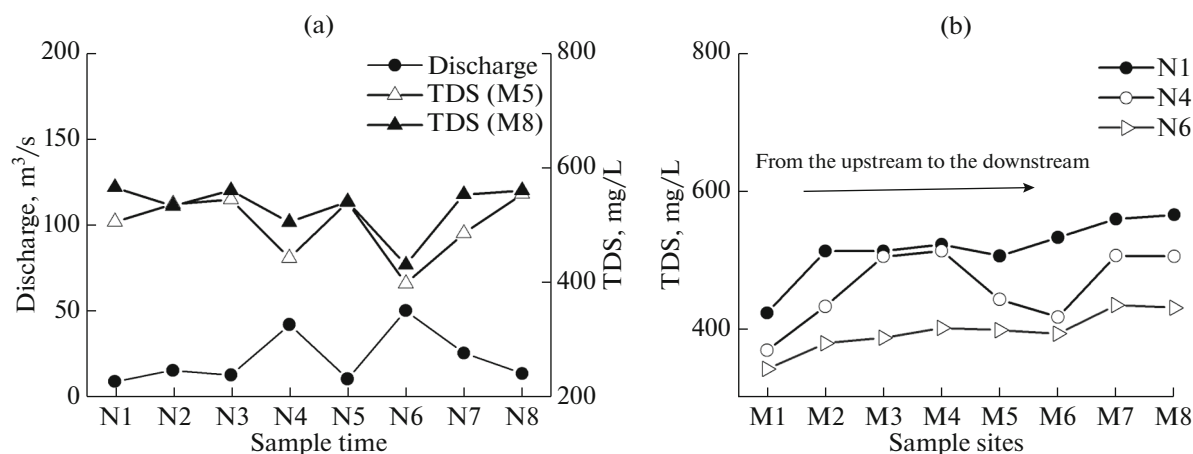 (a)
200
150
100
50
0
Discharge, m³/s
Discharge
TDS (M5)
TDS (M8)
800
600
400
200
TDS, mg/L
N1 N2 N3 N4 N5 N6 N7 N8
Sample time
(b)
800
600
400
TDS, mg/L
N1
N4
N6
From the upstream to the downstream
M1 M2 M3 M4 M5 M6 M7 M8
Sample sites